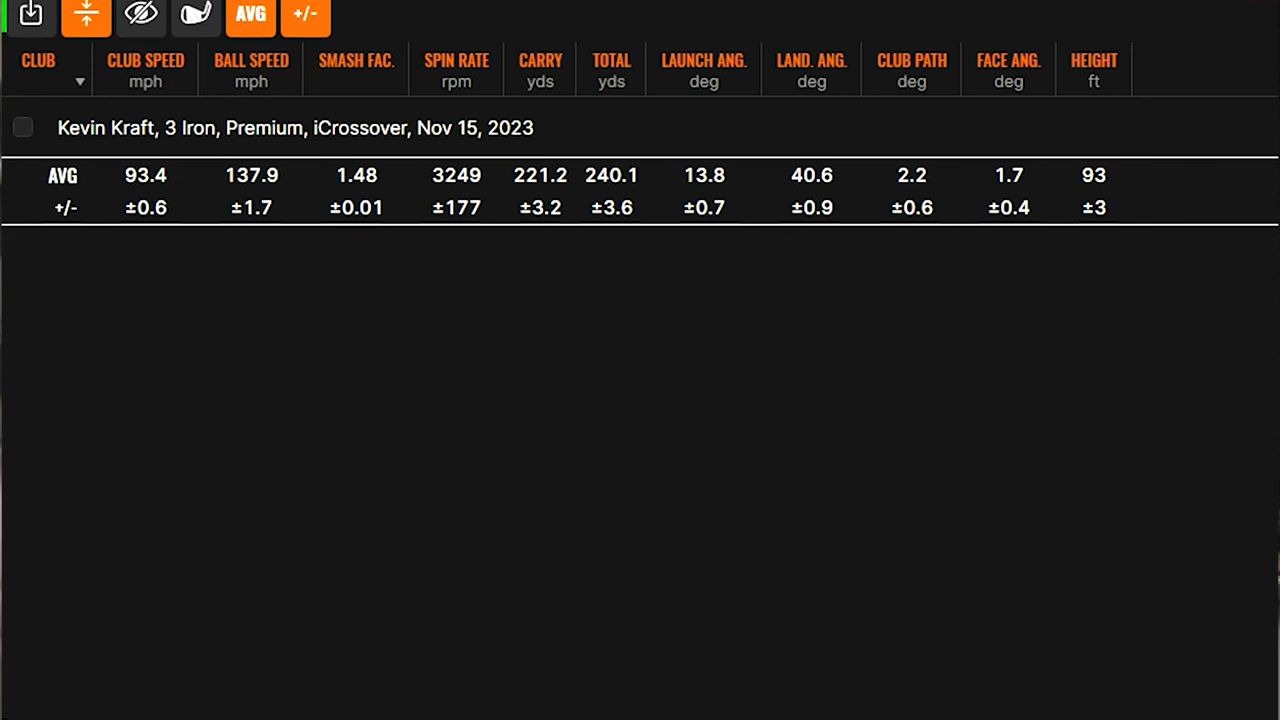 AVG +/-
CLUB CLUB SPEED BALL SPEED SMASH FAC. SPIN RATE CARRY TOTAL LAUNCH ANG. LAND. ANG. CLUB PATH FACE ANG. HEIGHT
mph mph rpm yds yds deg deg deg deg ft
Kevin Kraft, 3 Iron, Premium, iCrossover, Nov 15, 2023
AVG 93.4 137.9 1.48 3249 221.2 240.1 13.8 40.6 2.2 1.7 93
+/- ±0.6 ±1.7 ±0.01 ±177 ±3.2 ±3.6 ±0.7 ±0.9 ±0.6 ±0.4 ±3